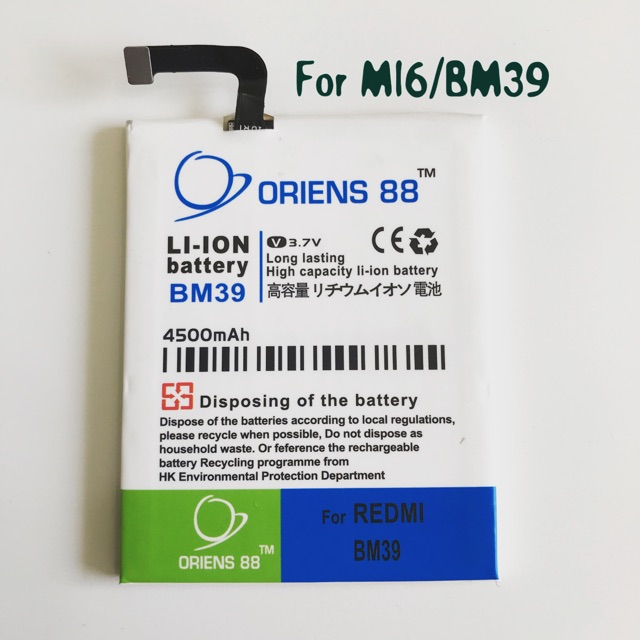 For MI6/BM39
ORIENS 88™
LI-ION
battery
BM39
V 3.7V
Long lasting
High capacity li-ion battery
高容量 リチウムイオソ 電池
4500mAh
Disposing of the battery
Dispose of the batteries according to local regulations,
please recycle when possible, Do not dispose as
household waste. Or reference the rechargeable
battery Recycling programme from
HK Environmental Protection Department
ORIENS 88™
For REDMI
BM39